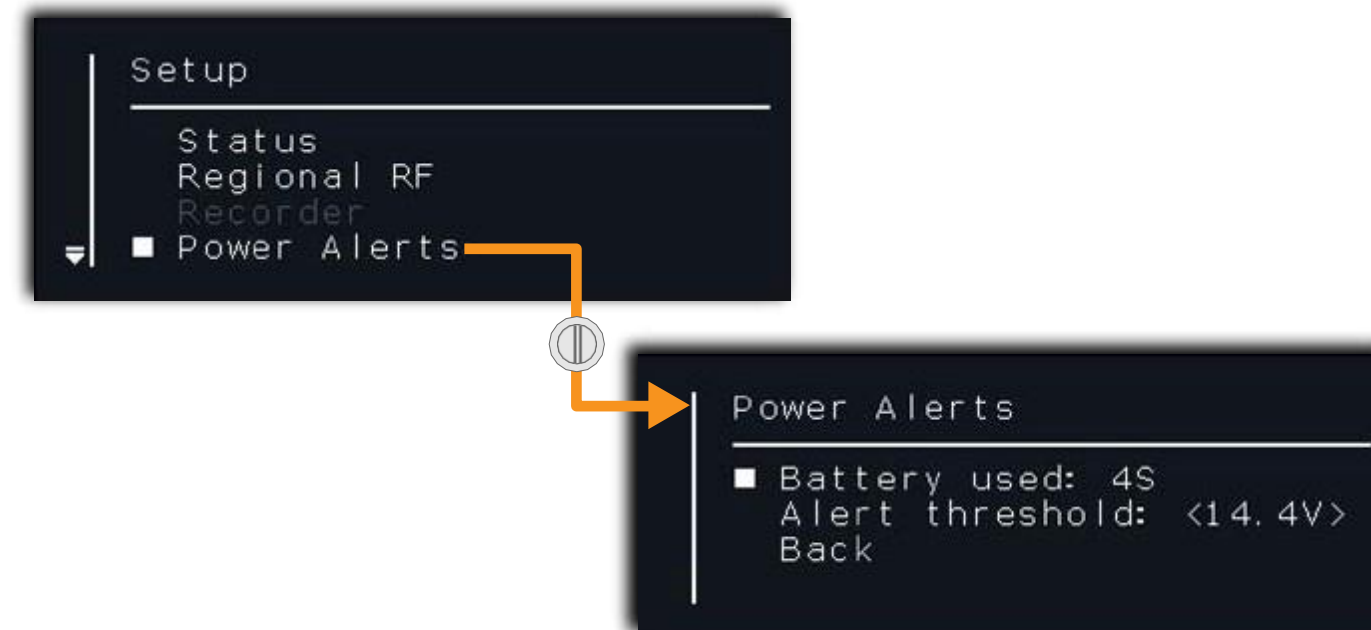 Setup
Status
Regional RF
Recorder
Power Alerts
Power Alerts
Battery used: 4S
Alert threshold: <14.4V>
Back